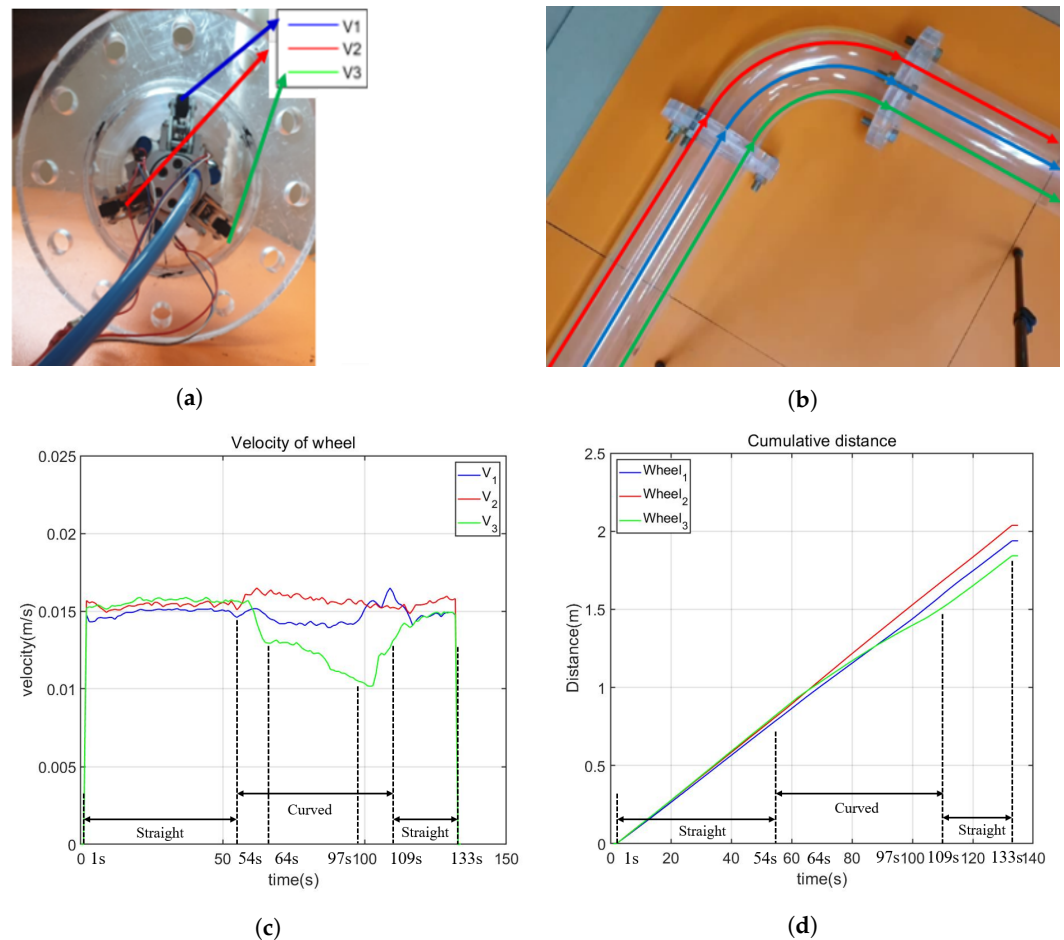 V1
V2
V3
(a)
(b)
Velocity of wheel
0.025
0.02
0.015
0.01
0.005
0
velocity(m/s)
V1
V2
V3
Straight
Curved
Straight
0 1s 50 54s 64s 97s 100 109s 133s 150
time(s)
(c)
Cumulative distance
2.5
2
1.5
1
0.5
0
Distance(m)
Wheel1
Wheel2
Wheel3
Straight
Curved
Straight
0 1s 20 40 54s 60 64s 80 97s 100 109s 120 133s 140
time(s)
(d)